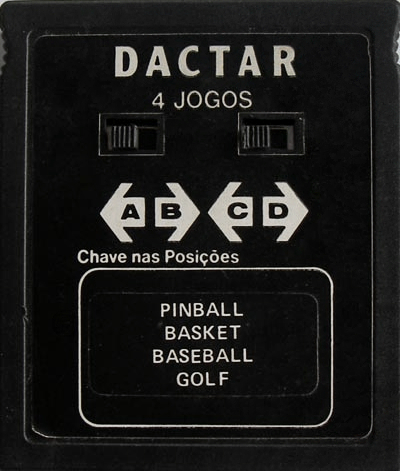 DACTAR
4 JOGOS
A B C D
Chave nas Posições
PINBALL
BASKET
BASEBALL
GOLF